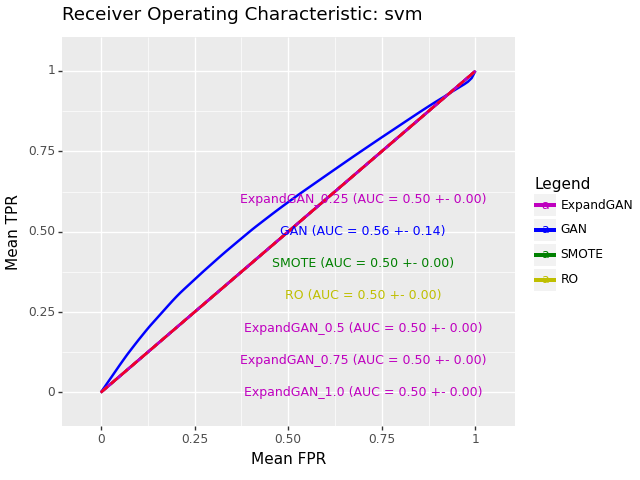 Receiver Operating Characteristic: svm
1
0.75
0.50
0.25
0
Mean TPR
ExpandGAN_0.25 (AUC = 0.50 +- 0.00)
GAN (AUC = 0.56 +- 0.14)
SMOTE (AUC = 0.50 +- 0.00)
RO (AUC = 0.50 +- 0.00)
ExpandGAN_0.5 (AUC = 0.50 +- 0.00)
ExpandGAN_0.75 (AUC = 0.50 +- 0.00)
ExpandGAN_1.0 (AUC = 0.50 +- 0.00)
0 0.25 0.50 0.75 1
Mean FPR
Legend
a ExpandGAN
a GAN
a SMOTE
a RO